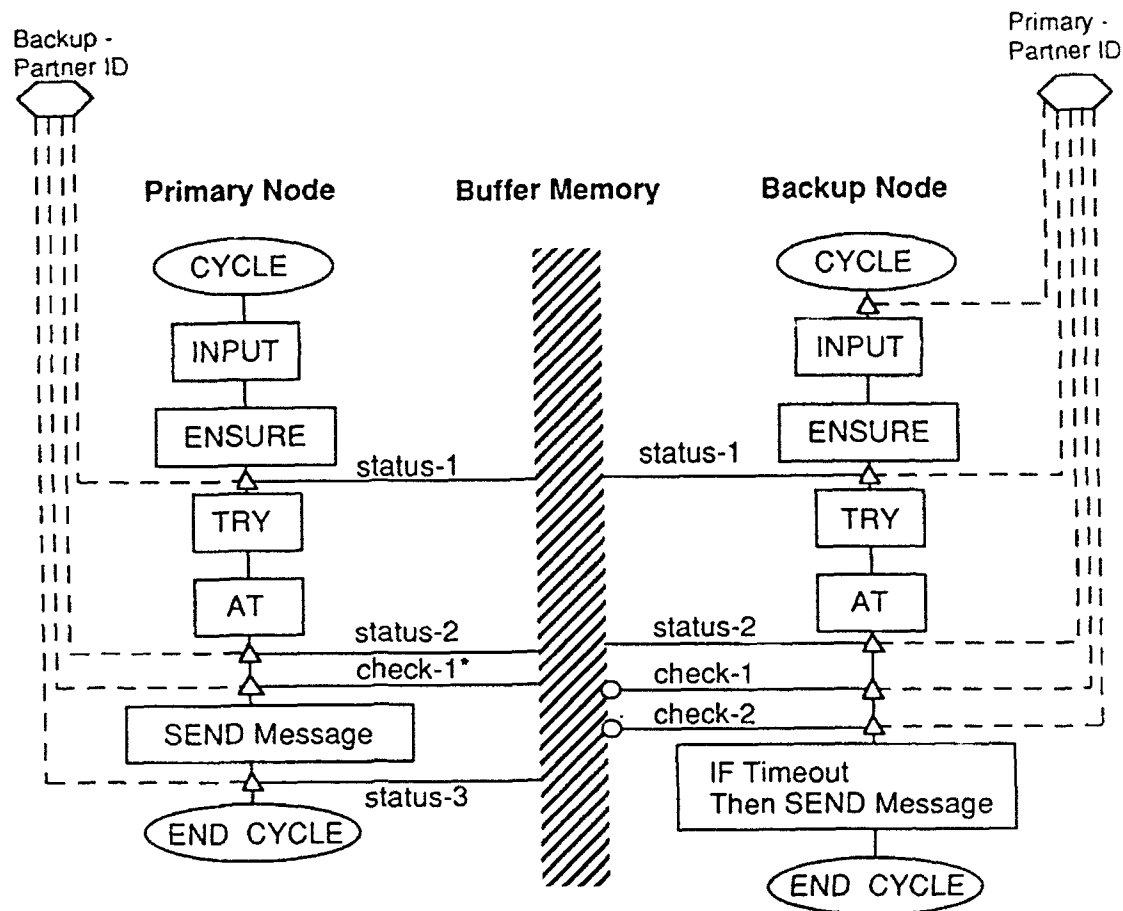 Backup -
Partner ID
Primary -
Partner ID
Primary Node
Buffer Memory
Backup Node
CYCLE
CYCLE
INPUT
INPUT
ENSURE
ENSURE
status-1
status-1
TRY
TRY
AT
AT
status-2
status-2
check-1*
check-1
check-2
SEND Message
IF Timeout
Then SEND Message
status-3
END CYCLE
END CYCLE